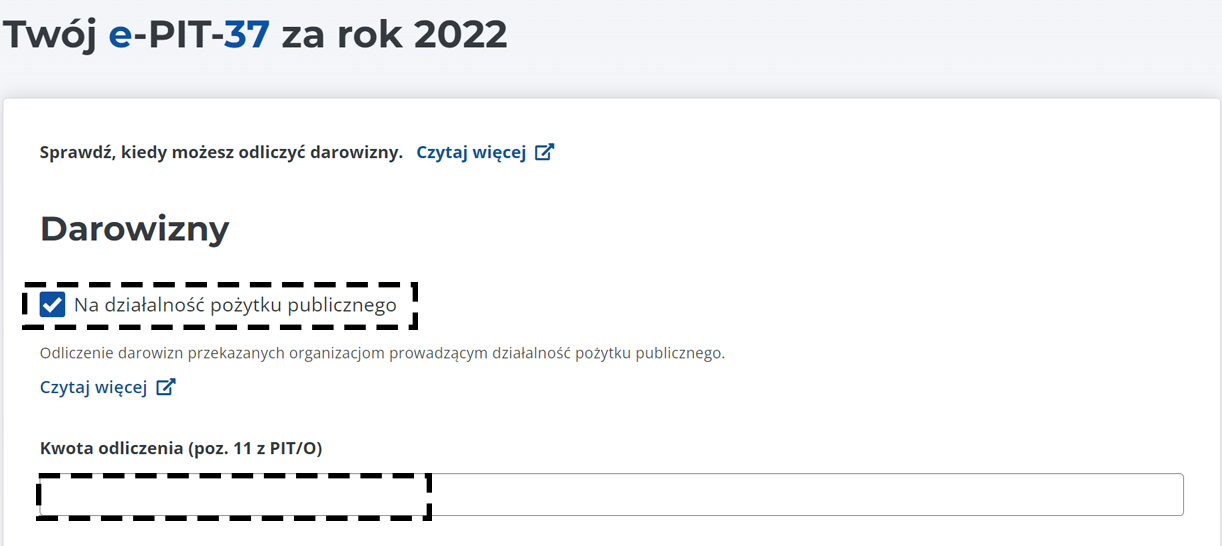 Twój e-PIT-37 za rok 2022
Sprawdź, kiedy możesz odliczyć darowizny. Czytaj więcej
Darowizny
Na działalność pożytku publicznego
Odliczenie darowizn przekazanych organizacjom prowadzącym działalność pożytku publicznego.
Czytaj więcej
Kwota odliczenia (poz. 11 z PIT/O)